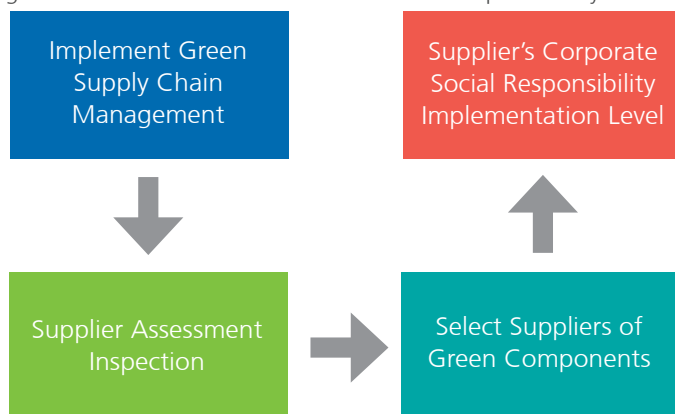 Implement Green
Supply Chain
Management
Supplier's Corporate
Social Responsibility
Implementation Level
Supplier Assessment
Inspection
Select Suppliers of
Green Components